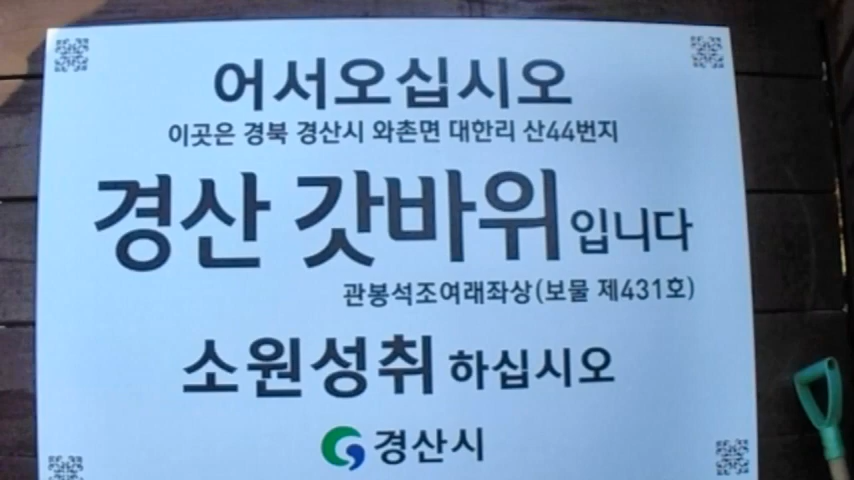 어서오십시오
이곳은 경북 경산시 와촌면 대한리 산44번지
경산 갓바위입니다
관봉석조여래좌상(보물 제431호)
소원성취 하십시오
경산시